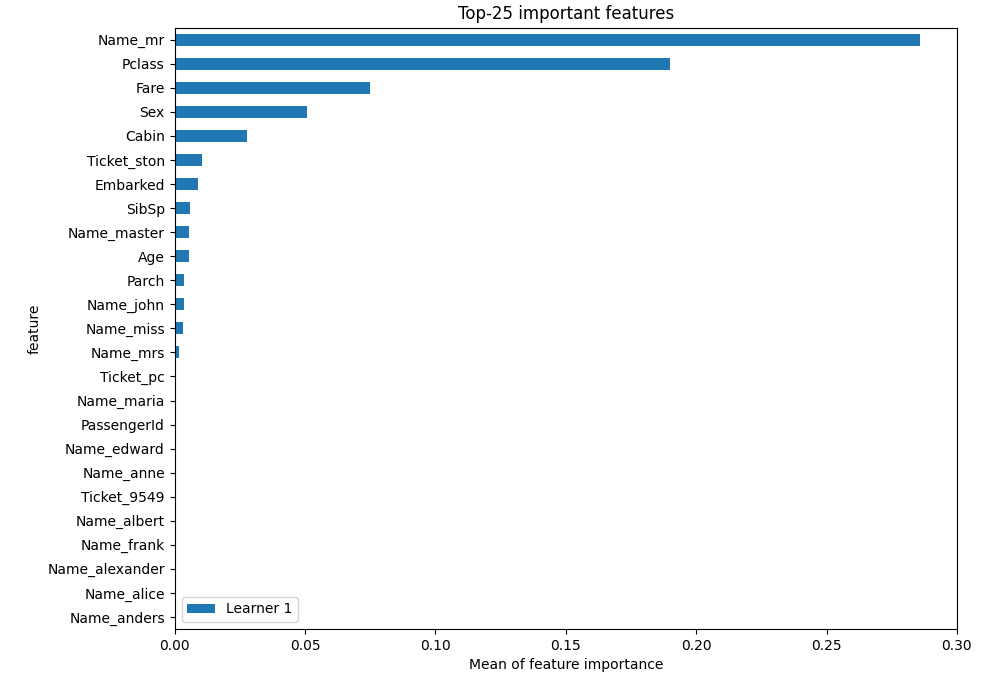 Top-25 important features
Name_mr
Pclass
Fare
Sex
Cabin
Ticket_ston
Embarked
SibSp
Name_master
Age
Parch
Name_john
Name_miss
Name_mrs
Ticket_pc
Name_maria
PassengerId
Name_edward
Name_anne
Ticket_9549
Name_albert
Name_frank
Name_alexander
Name_alice
Name_anders
feature
Learner 1
0.00 0.05 0.10 0.15 0.20 0.25 0.30
Mean of feature importance